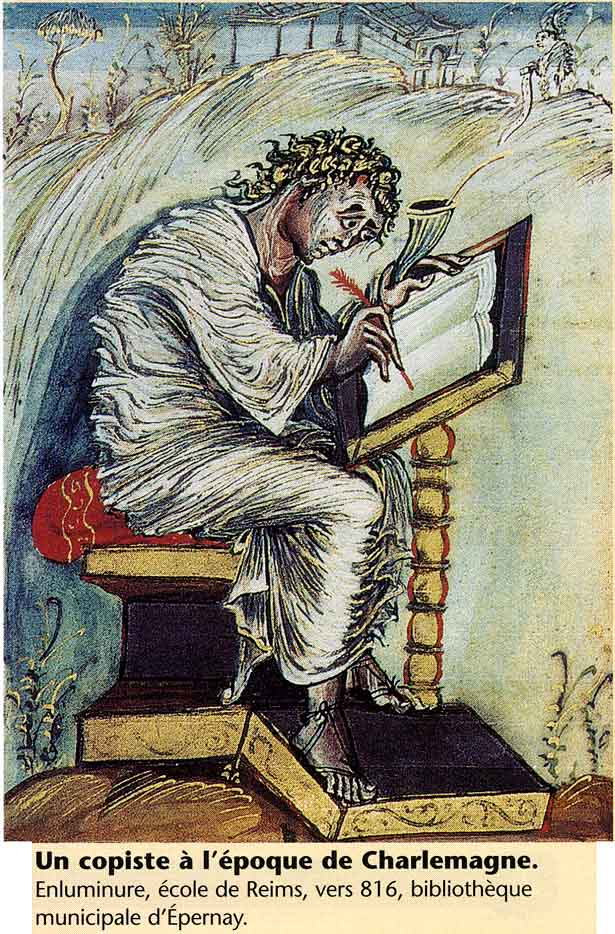 Un copiste à l'époque de Charlemagne.
Enluminure, école de Reims, vers 816, bibliothèque
municipale d'Épernay.